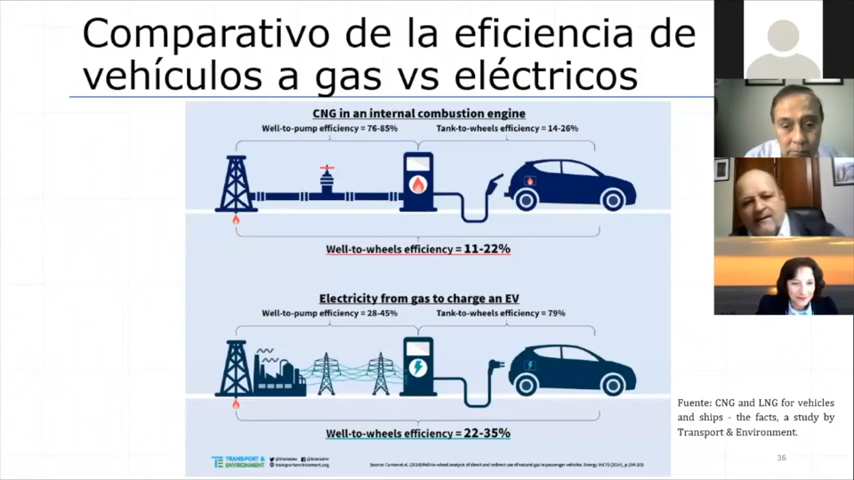 Comparativo de la eficiencia de
vehículos a gas vs eléctricos
CNG in an internal combustion engine
Well-to-pump efficiency = 76-85%
Tank-to-wheels efficiency = 14-26%
Well-to-wheels efficiency = 11-22%
Electricity from gas to charge an EV
Well-to-pump efficiency = 28-45%
Tank-to-wheels efficiency = 79%
Well-to-wheels efficiency = 22-35%
Fuente: CNG and LNG for vehicles
and ships - the facts, a study by
Transport & Environment.
TRANSPORT &
ENVIRONMENT
transportenvironment.org
36